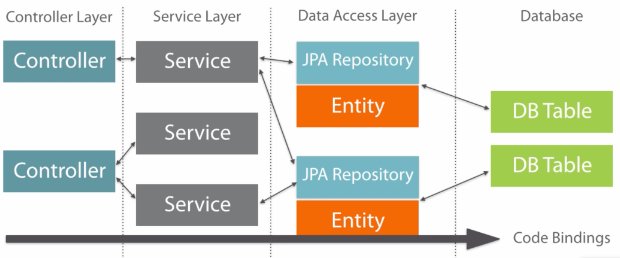 Controller Layer
Service Layer
Data Access Layer
Database
Controller
Service
JPA Repository
Entity
DB Table
Service
DB Table
Controller
JPA Repository
Service
Entity
Code Bindings